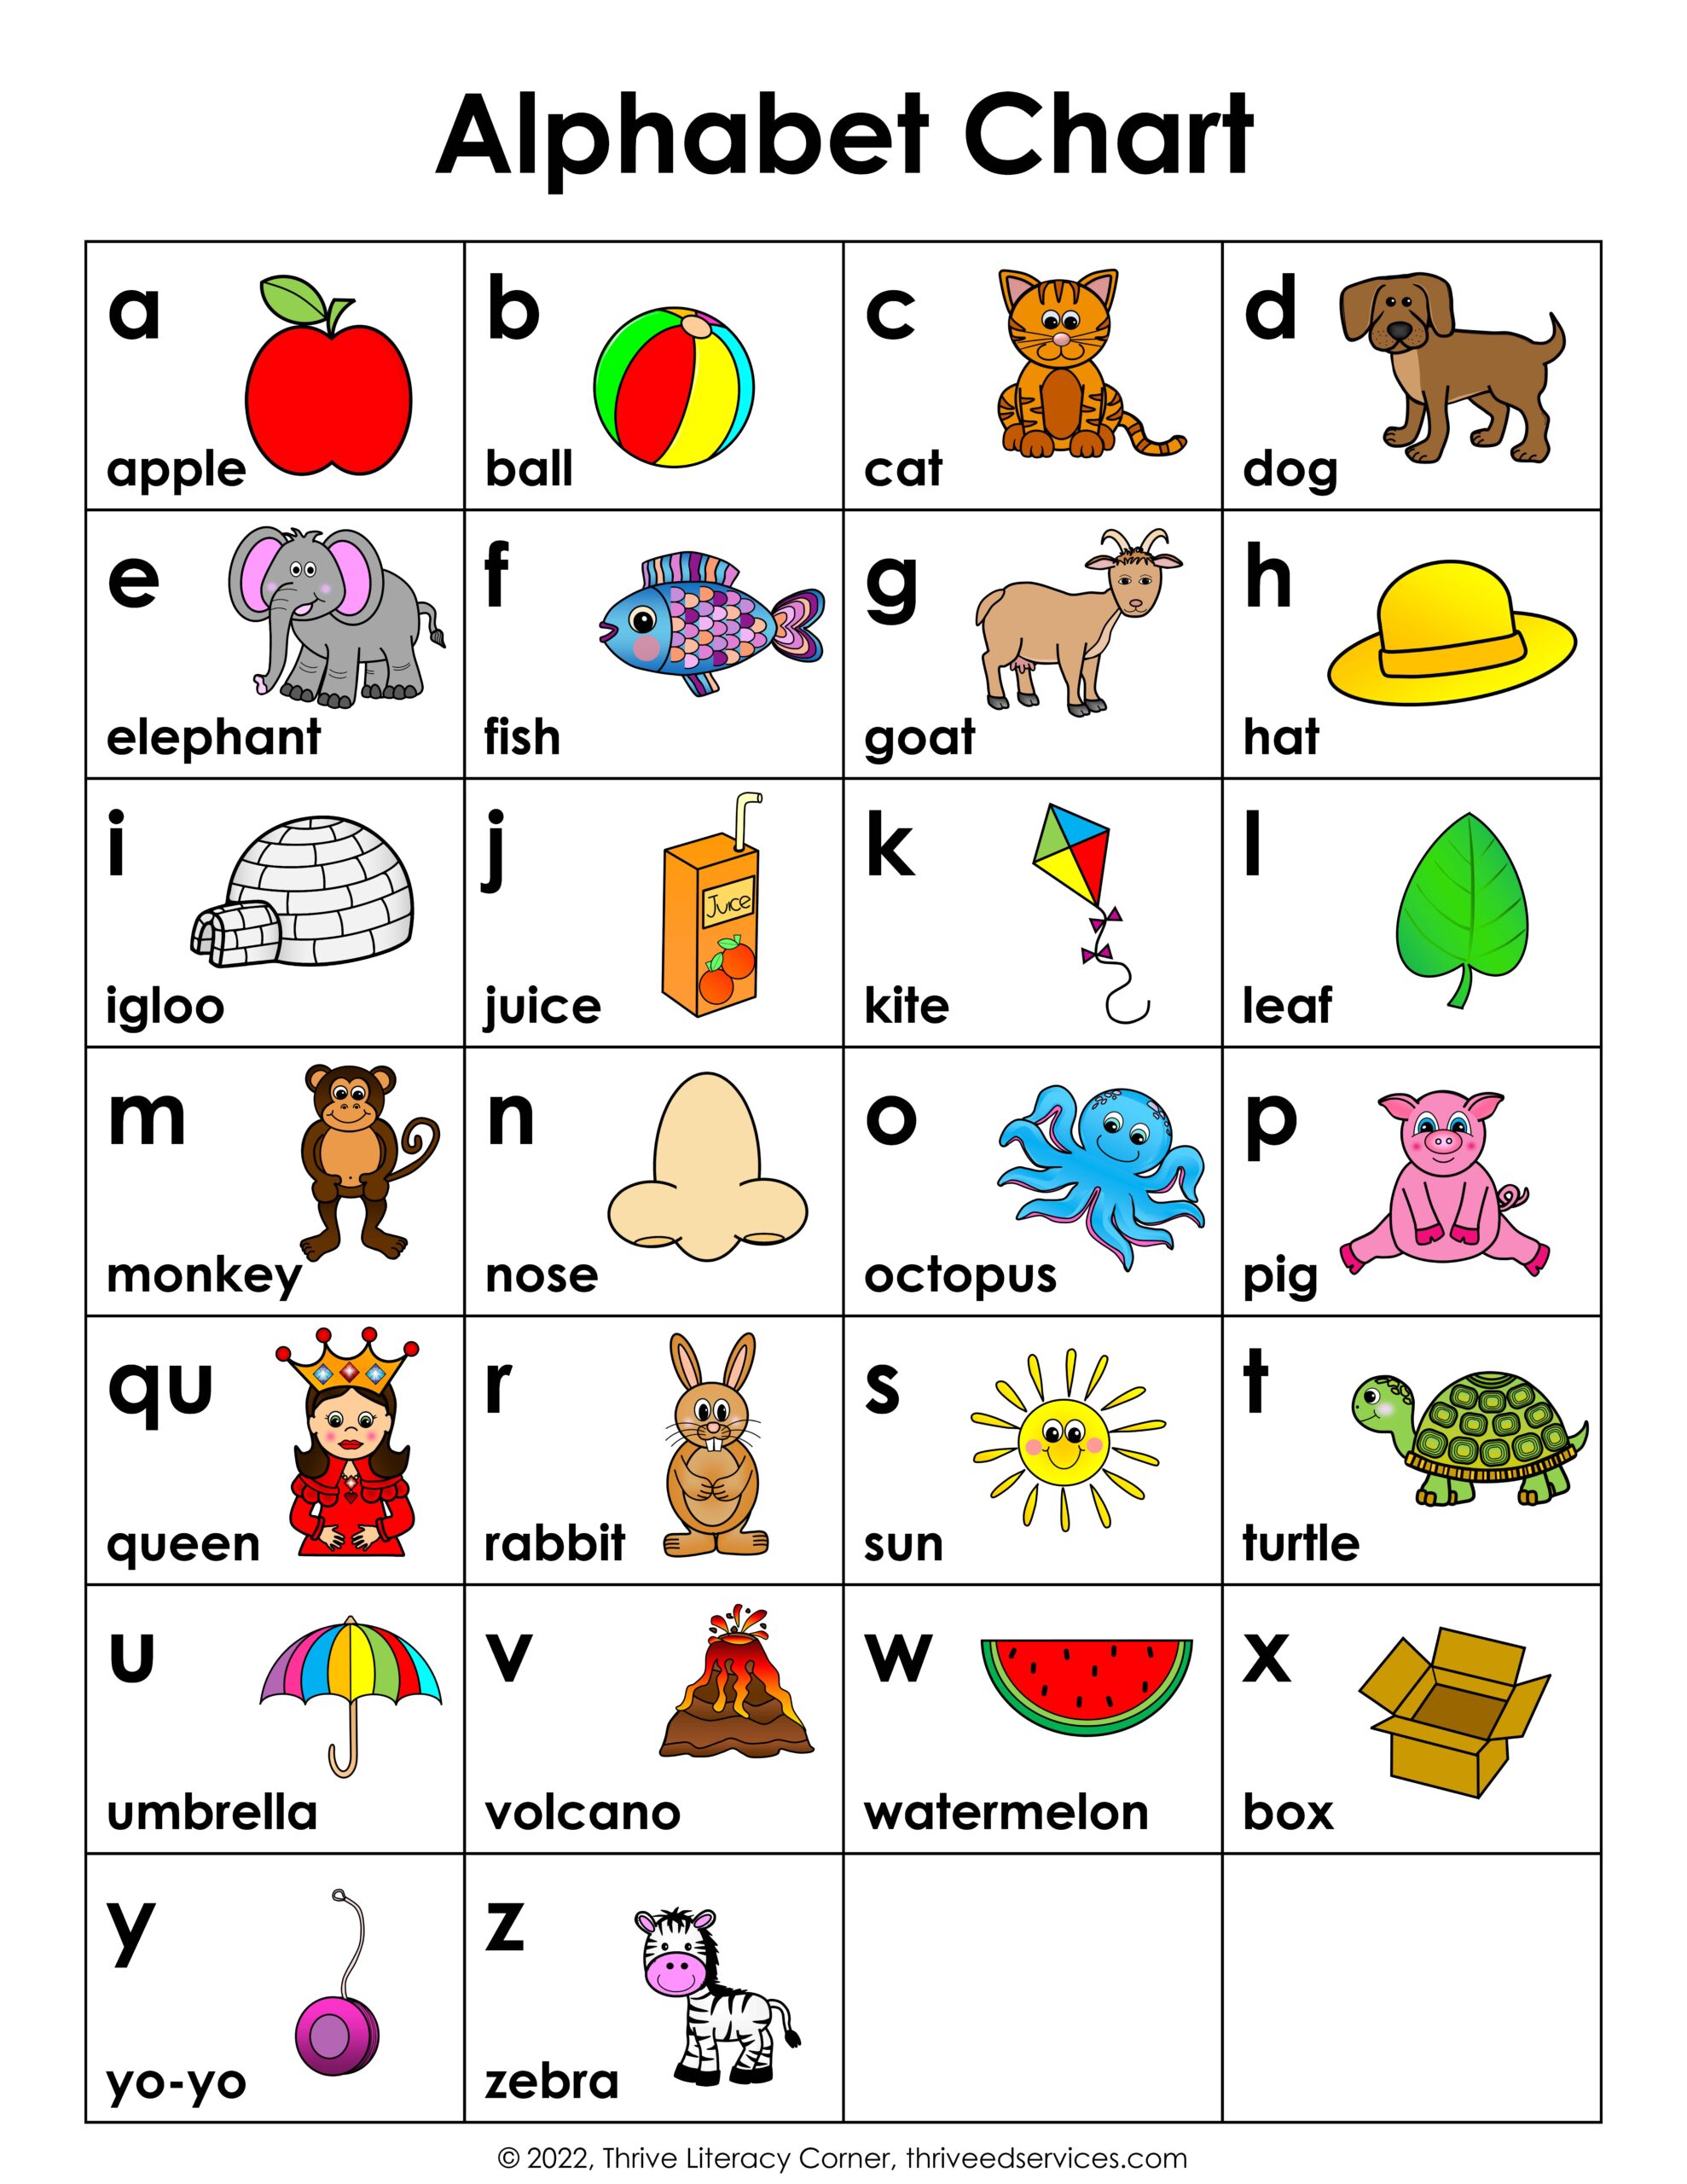 Alphabet Chart
a
apple
b
ball
c
cat
d
dog
e
elephant
f
fish
g
goat
h
hat
i
igloo
j
Juice
juice
k
kite
l
leaf
m
monkey
n
nose
o
octopus
p
pig
qu
queen
r
rabbit
s
sun
t
turtle
u
umbrella
v
volcano
w
watermelon
x
box
y
yo-yo
z
zebra
© 2022, Thrive Literacy Corner, thriveedservices.com